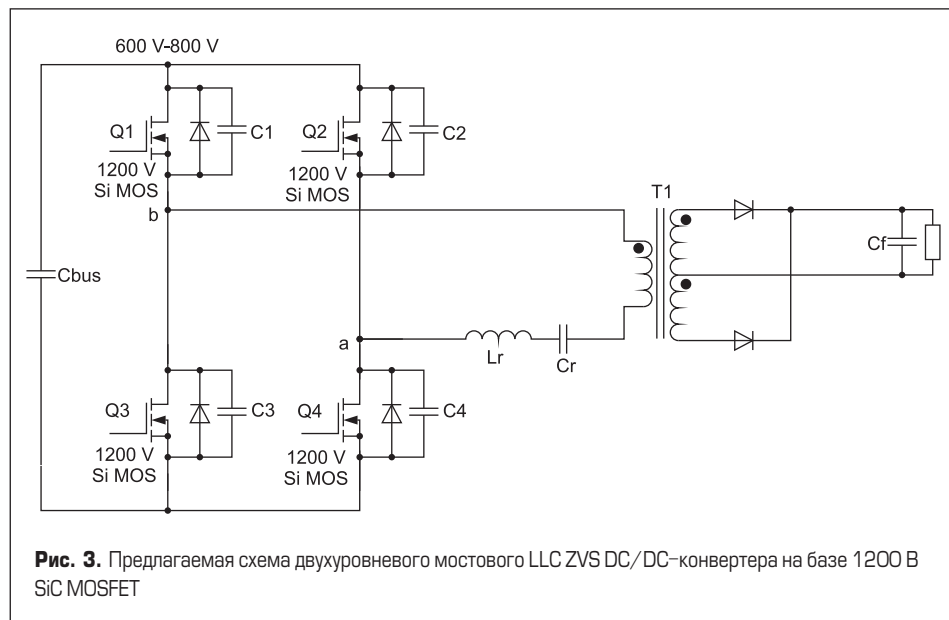 600 V-800 V
Q1
C1
1200 V
Si MOS
Q2
C2
1200 V
Si MOS
b
T1
Cf
Cbus
a
Lr
Cr
Q3
C3
1200 V
Si MOS
Q4
C4
1200 V
Si MOS
Рис. 3. Предлагаемая схема двухуровневого мостового LLC ZVS DC/DC-конвертера на базе 1200 В
SiC MOSFET